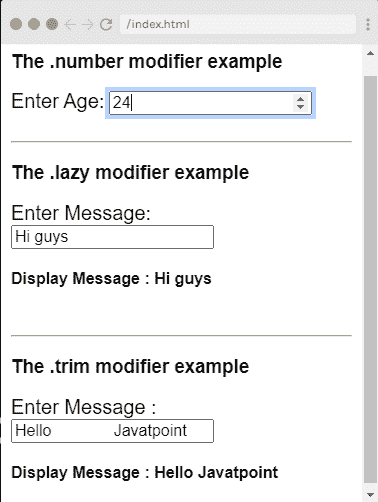 /index.html
The .number modifier example
Enter Age: 24
The .lazy modifier example
Enter Message:
Hi guys
Display Message : Hi guys
The .trim modifier example
Enter Message :
Hello             Javatpoint
Display Message : Hello Javatpoint